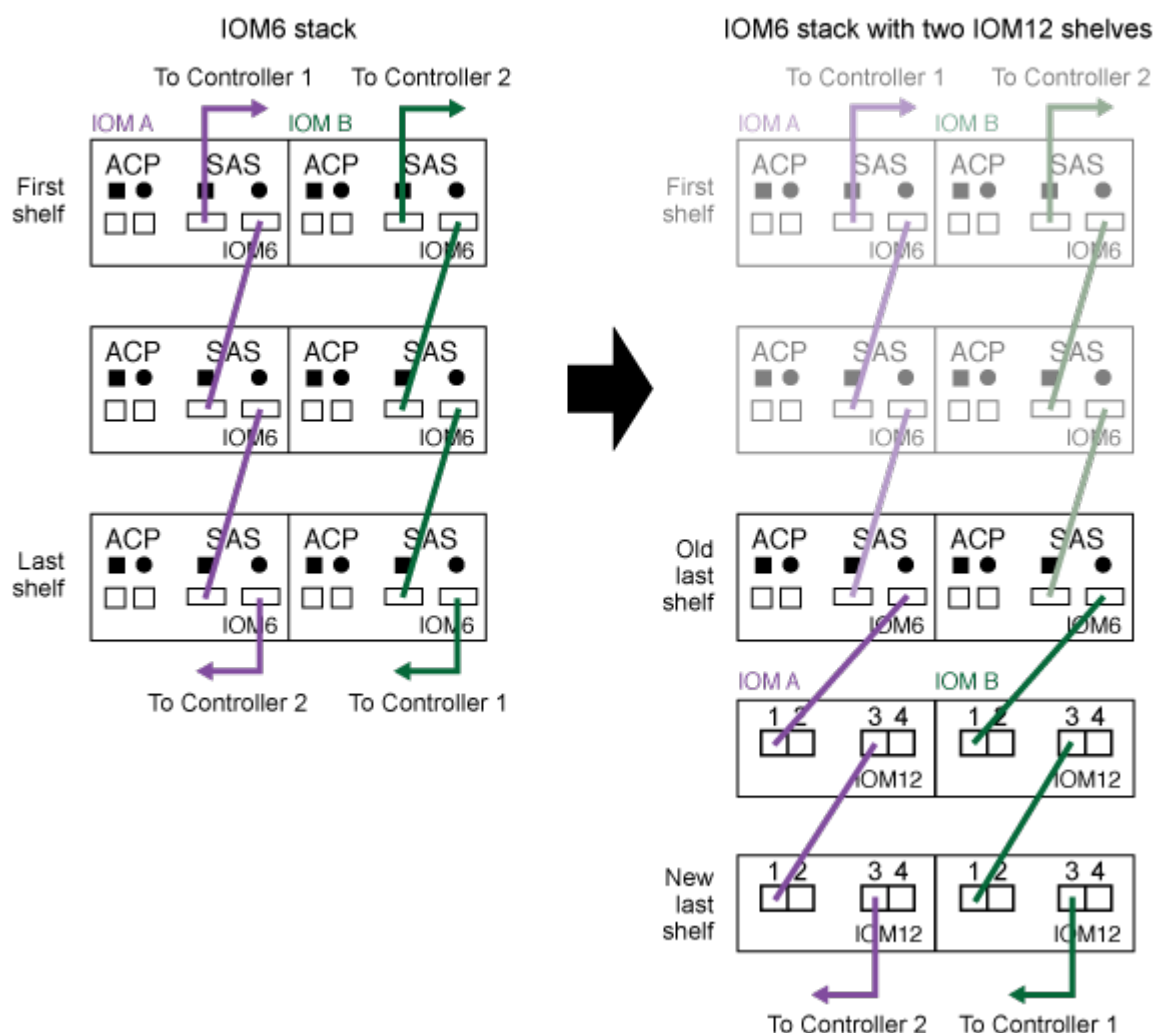 IOM6 stack
To Controller 1 To Controller 2
IOM A IOM B
First shelf
ACP SAS ACP SAS
IOM6 IOM6
ACP SAS ACP SAS
IOM6 IOM6
Last shelf
ACP SAS ACP SAS
IOM6 IOM6
To Controller 2 To Controller 1
IOM6 stack with two IOM12 shelves
To Controller 1 To Controller 2
IOM A IOM B
First shelf
ACP SAS ACP SAS
IOM6 IOM6
ACP SAS ACP SAS
IOM6 IOM6
Old last shelf
ACP SAS ACP SAS
IOM6 IOM6
IOM A IOM B
1 2 3 4 1 2 3 4
IOM12 IOM12
New last shelf
1 2 3 4 1 2 3 4
IOM12 IOM12
To Controller 2 To Controller 1